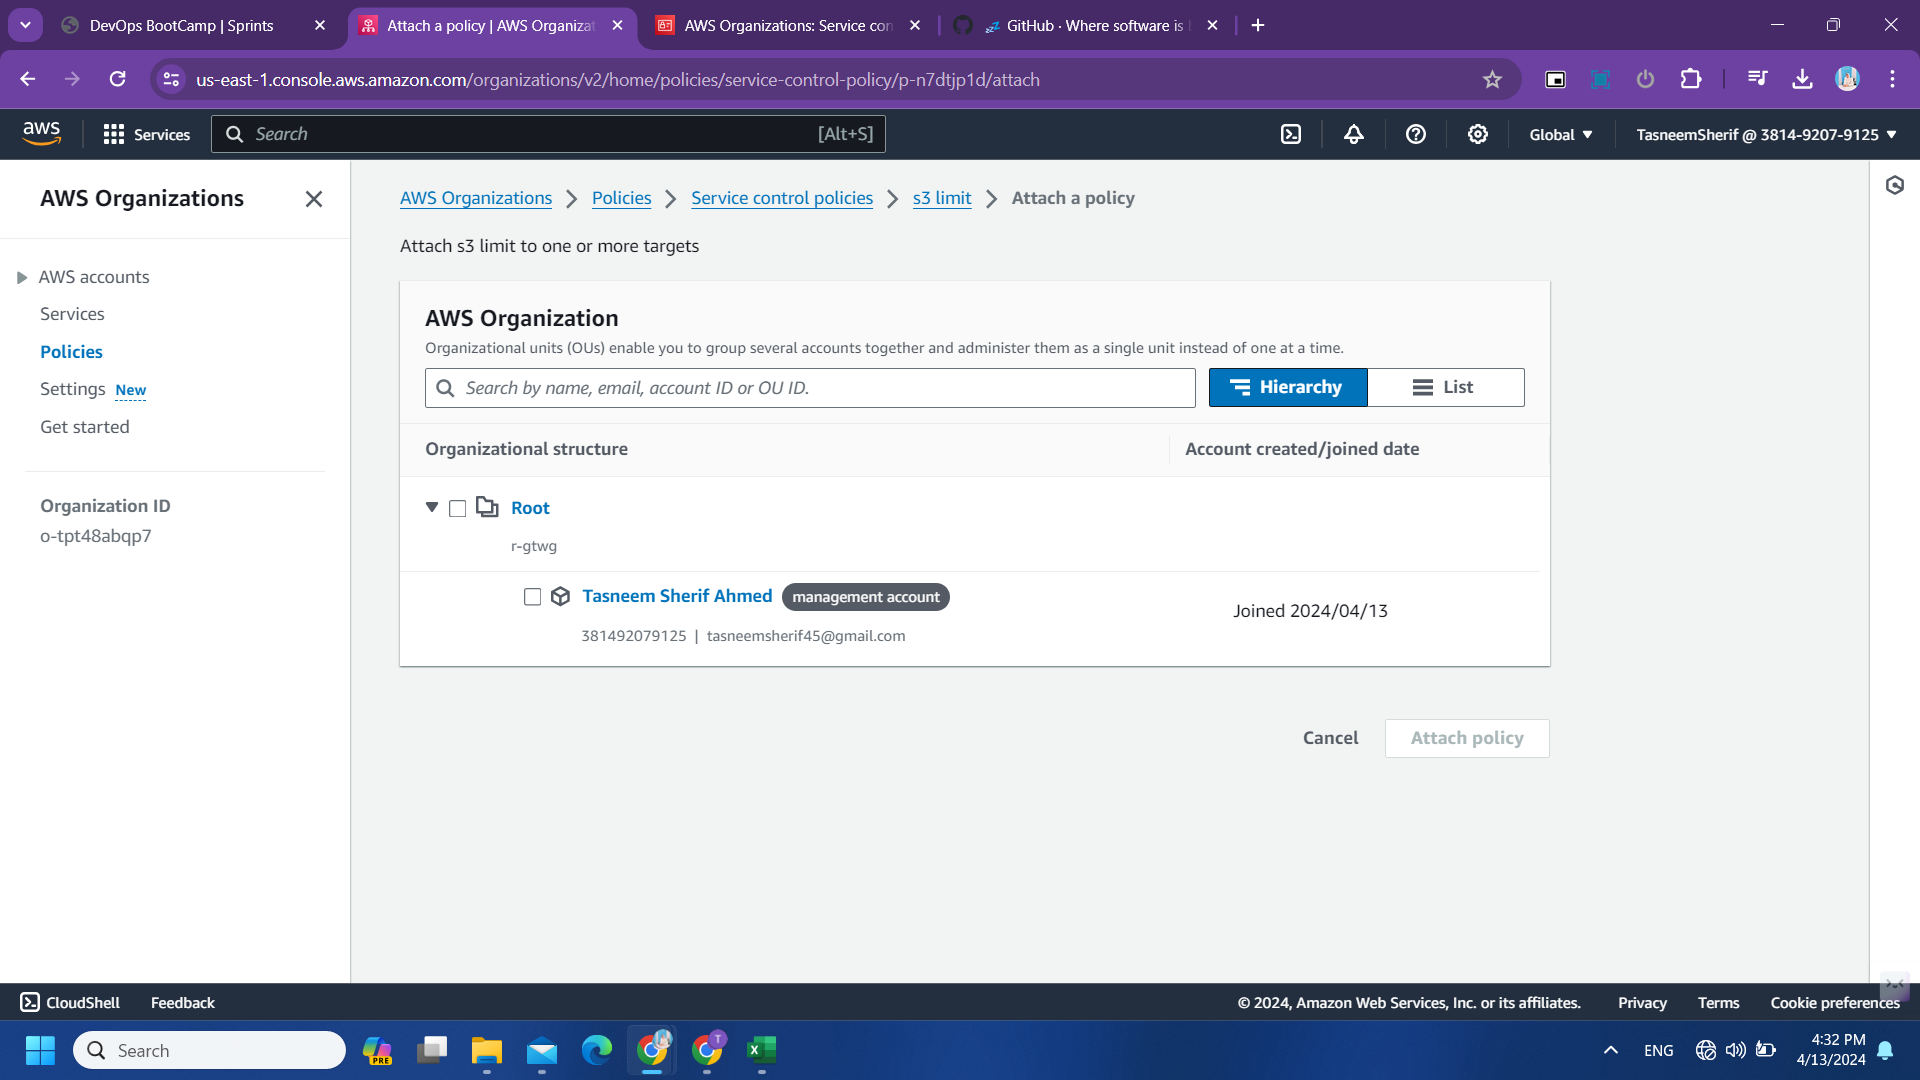 DevOps BootCamp | Sprints
Attach a policy | AWS Organizat
AWS Organizations: Service con
GitHub · Where software is
us-east-1.console.aws.amazon.com/organizations/v2/home/policies/service-control-policy/p-n7dtjp1d/attach
aws
Services
Search
[Alt+S]
Global
TasneemSherif @ 3814-9207-9125
AWS Organizations
AWS accounts
Services
Policies
Settings New
Get started
Organization ID
o-tpt48abqp7
AWS Organizations > Policies > Service control policies > s3 limit > Attach a policy
Attach s3 limit to one or more targets
AWS Organization
Organizational units (OUs) enable you to group several accounts together and administer them as a single unit instead of one at a time.
Search by name, email, account ID or OU ID.
Hierarchy
List
Organizational structure
Account created/joined date
Root
r-gtwg
Tasneem Sherif Ahmed management account
Joined 2024/04/13
381492079125 | tasneemsherif45@gmail.com
Cancel
Attach policy
CloudShell
Feedback
© 2024, Amazon Web Services, Inc. or its affiliates.
Privacy
Terms
Cookie preferences
Search
PRE
T
ENG
4:32 PM
4/13/2024